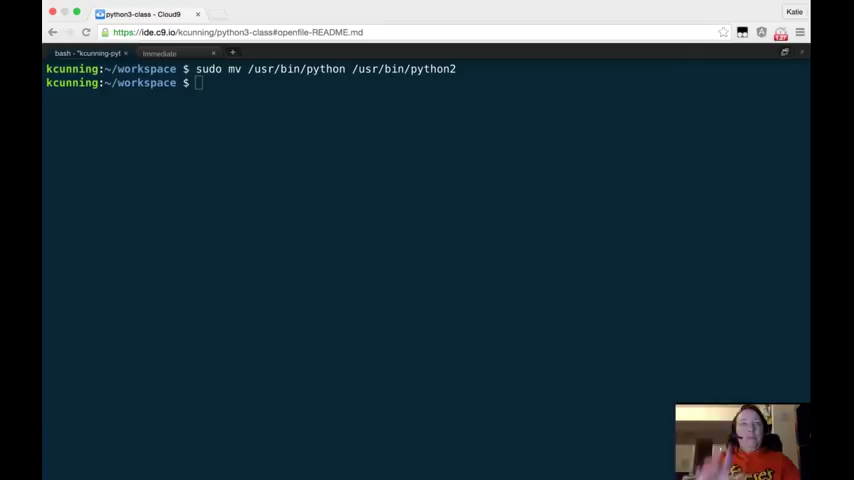 python3-class - Cloud9
Katie
https://ide.c9.io/kcunning/python3-class#openfile-README.md
bash - "kcunning-pyt
Immediate
kcunning:~/workspace $ sudo mv /usr/bin/python /usr/bin/python2
kcunning:~/workspace $